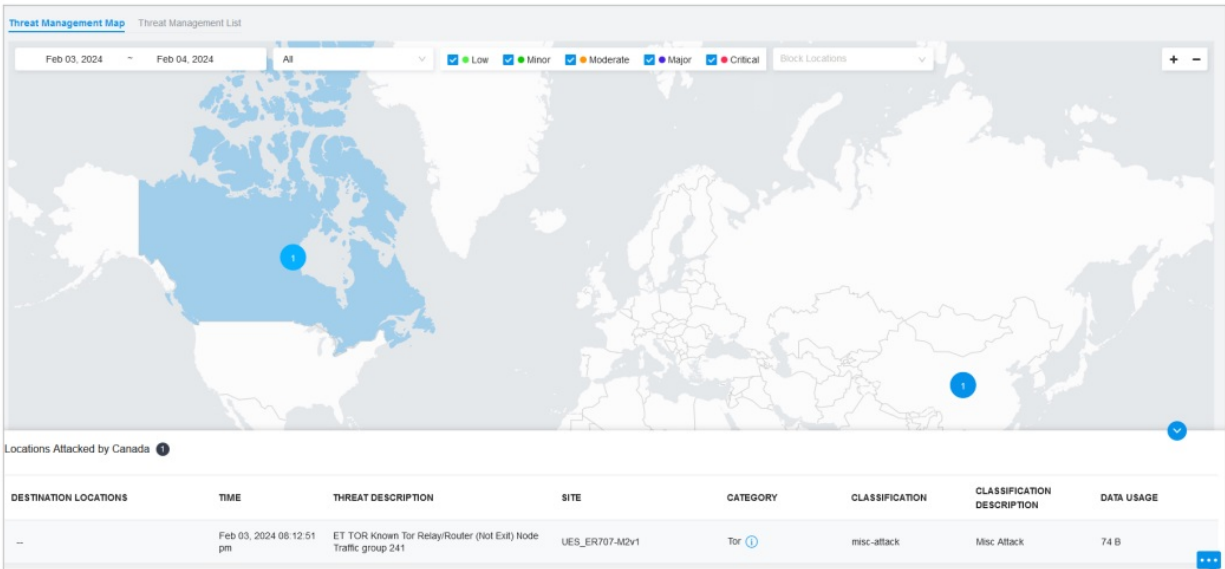 Threat Management Map Threat Management List
Feb 03, 2024 ~ Feb 04, 2024 All Low Minor Moderate Major Critical Block Locations + −
1
1
Locations Attacked by Canada 1
DESTINATION LOCATIONS TIME THREAT DESCRIPTION SITE CATEGORY CLASSIFICATION CLASSIFICATION DESCRIPTION DATA USAGE
-- Feb 03, 2024 08:12:51 pm ET TOR Known Tor Relay/Router (Not Exit) Node Traffic group 241 UES_ER707-M2v1 Tor misc-attack Misc Attack 74 B